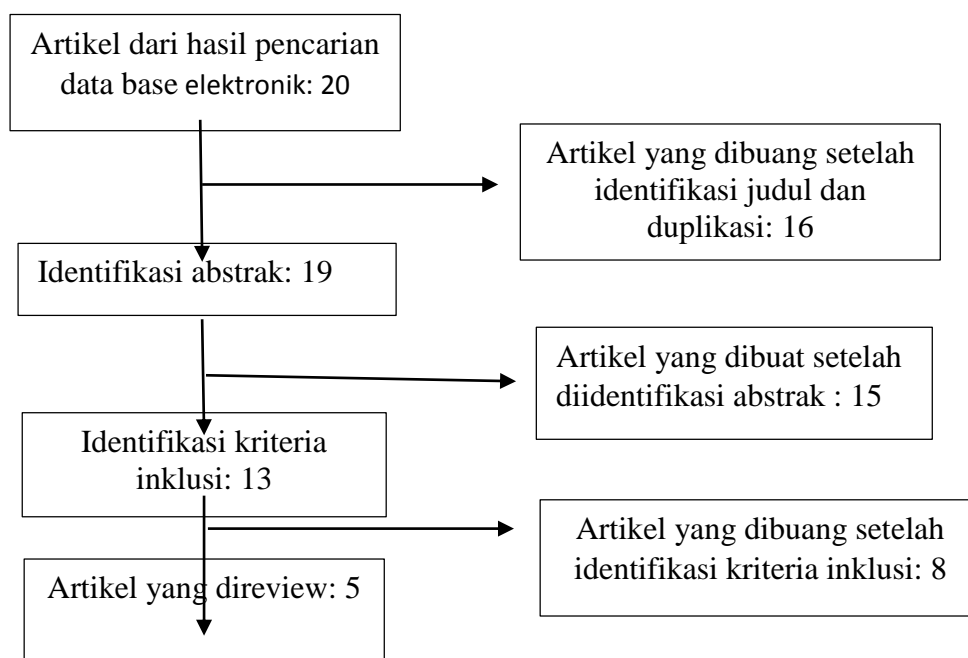 Artikel dari hasil pencarian
data base elektronik: 20
Artikel yang dibuang setelah
identifikasi judul dan
duplikasi: 16
Identifikasi abstrak: 19
Artikel yang dibuat setelah
diidentifikasi abstrak : 15
Identifikasi kriteria
inklusi: 13
Artikel yang dibuang setelah
identifikasi kriteria inklusi: 8
Artikel yang direview: 5